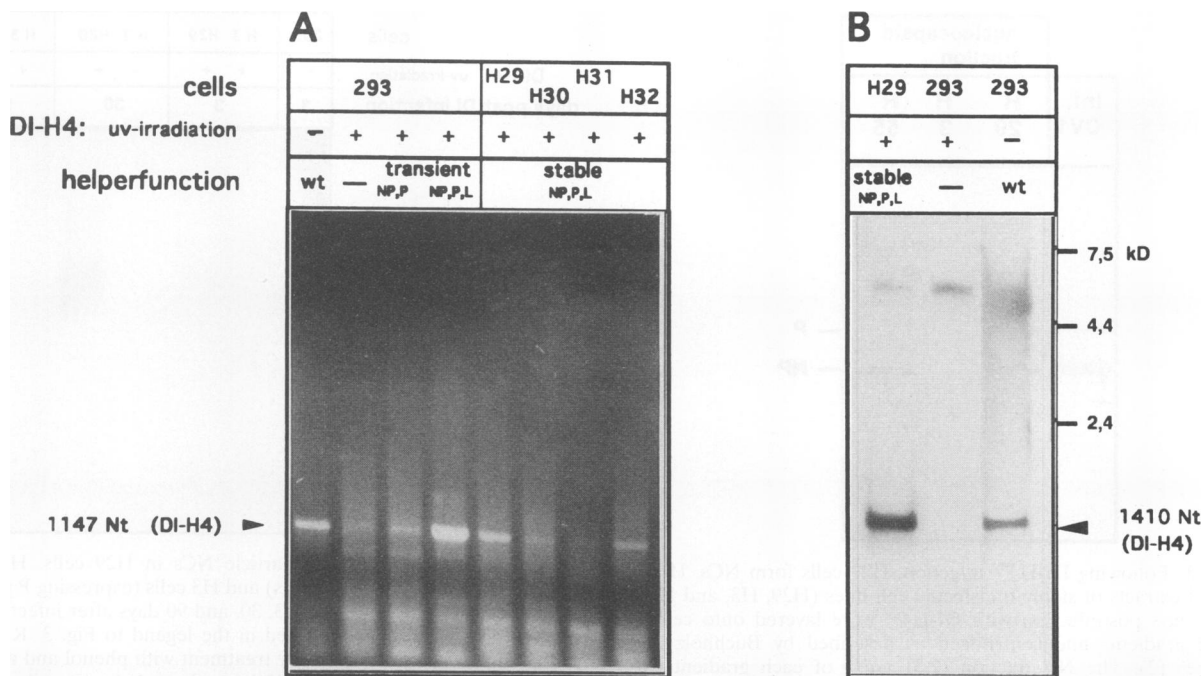 A
cells 293 H29 H30 H31 H32
DI-H4: uv-irradiation − + + + + + + +
helperfunction wt — transient NP,P NP,P,L stable NP,P,L
1147 Nt (DI-H4)
B
H29 293 293
+ + −
stable NP,P,L — wt
7,5 kD
4,4
2,4
1410 Nt
(DI-H4)